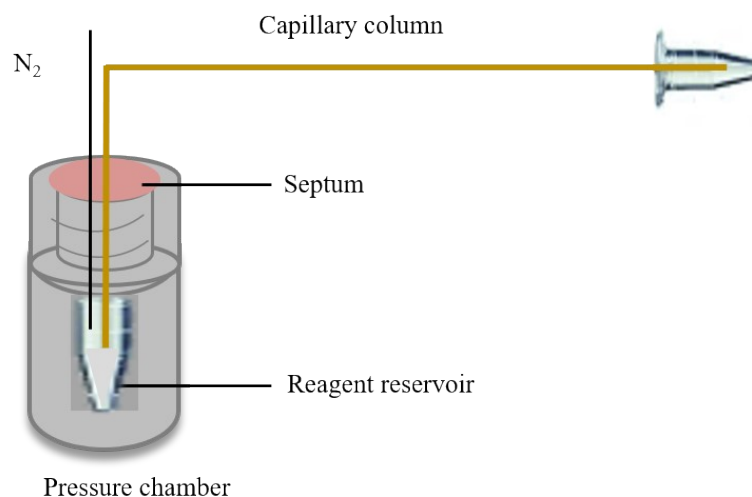 Capillary column
N₂
Septum
Reagent reservoir
Pressure chamber